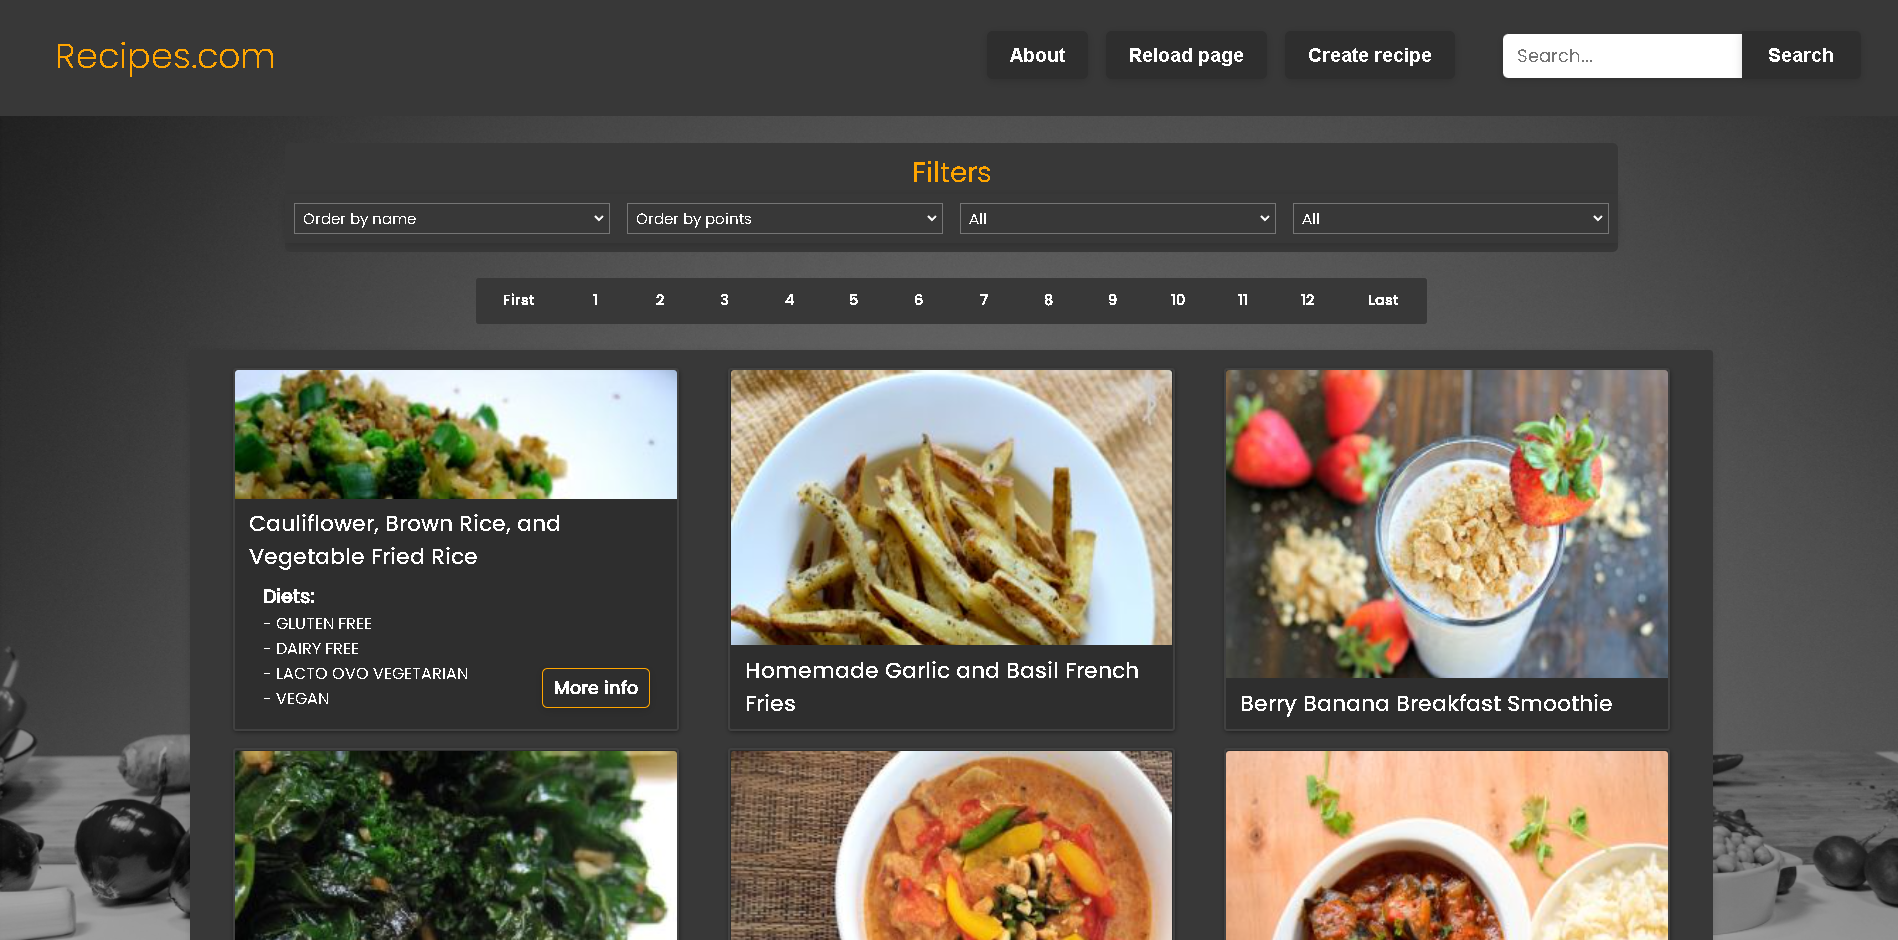 Recipes.com
About
Reload page
Create recipe
Search...
Search
Filters
Order by name
Order by points
All
All
First 1 2 3 4 5 6 7 8 9 10 11 12 Last
Cauliflower, Brown Rice, and
Vegetable Fried Rice
Diets:
- GLUTEN FREE
- DAIRY FREE
- LACTO OVO VEGETARIAN
- VEGAN
More info
Homemade Garlic and Basil French
Fries
Berry Banana Breakfast Smoothie